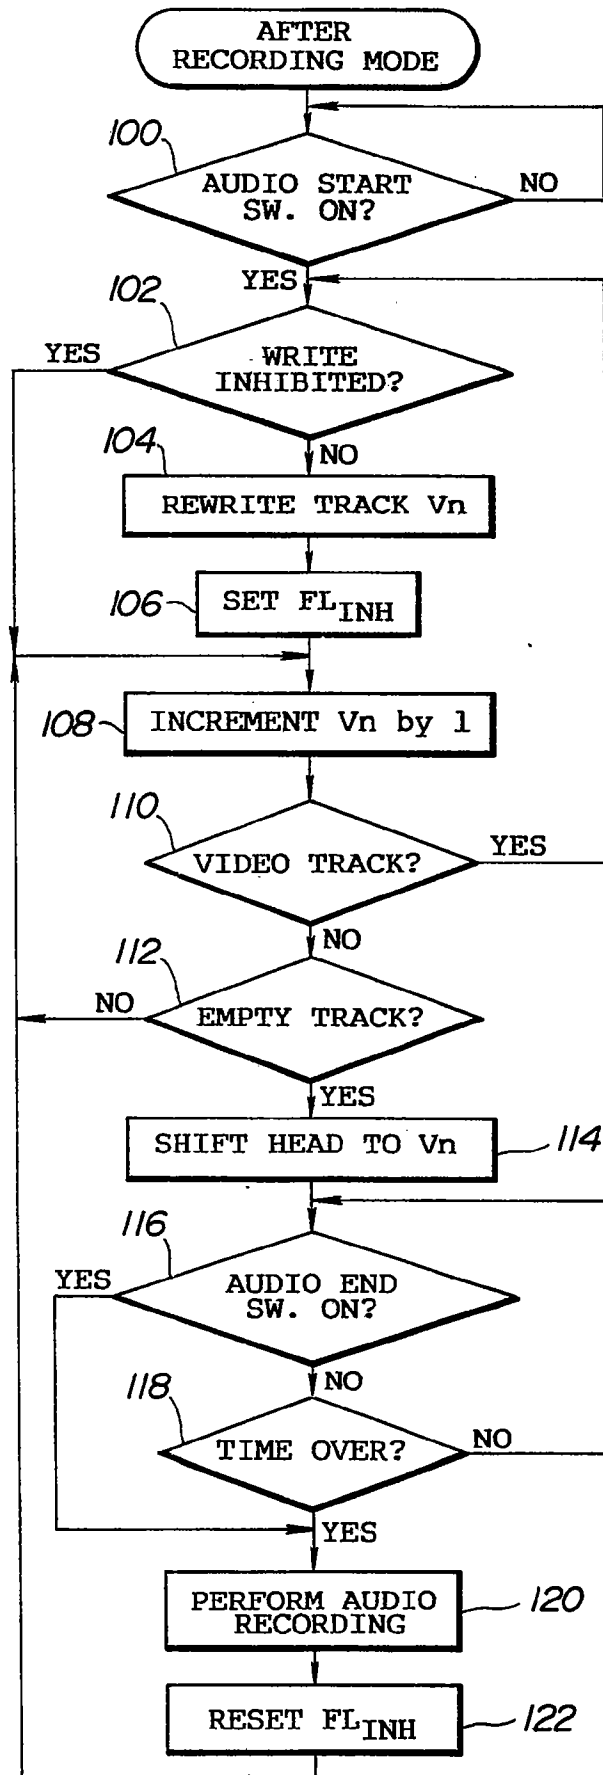 AFTER
RECORDING MODE
100
AUDIO START
SW. ON?
NO
YES
102
YES
WRITE
INHIBITED?
104
NO
REWRITE TRACK Vn
106
SET FLINH
108
INCREMENT Vn by 1
110
VIDEO TRACK?
YES
NO
112
NO
EMPTY TRACK?
YES
SHIFT HEAD TO Vn
114
116
YES
AUDIO END
SW. ON?
NO
118
TIME OVER?
NO
YES
PERFORM AUDIO
RECORDING
120
RESET FLINH
122